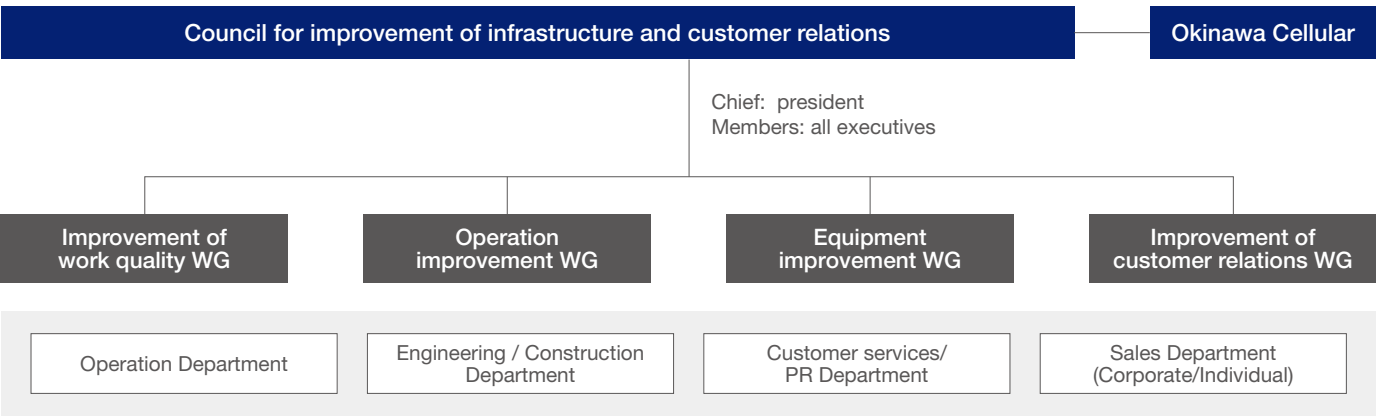 Council for improvement of infrastructure and customer relations
Okinawa Cellular
Chief: president
Members: all executives
Improvement of
work quality WG
Operation
improvement WG
Equipment
improvement WG
Improvement of
customer relations WG
Operation Department
Engineering / Construction
Department
Customer services/
PR Department
Sales Department
(Corporate/Individual)